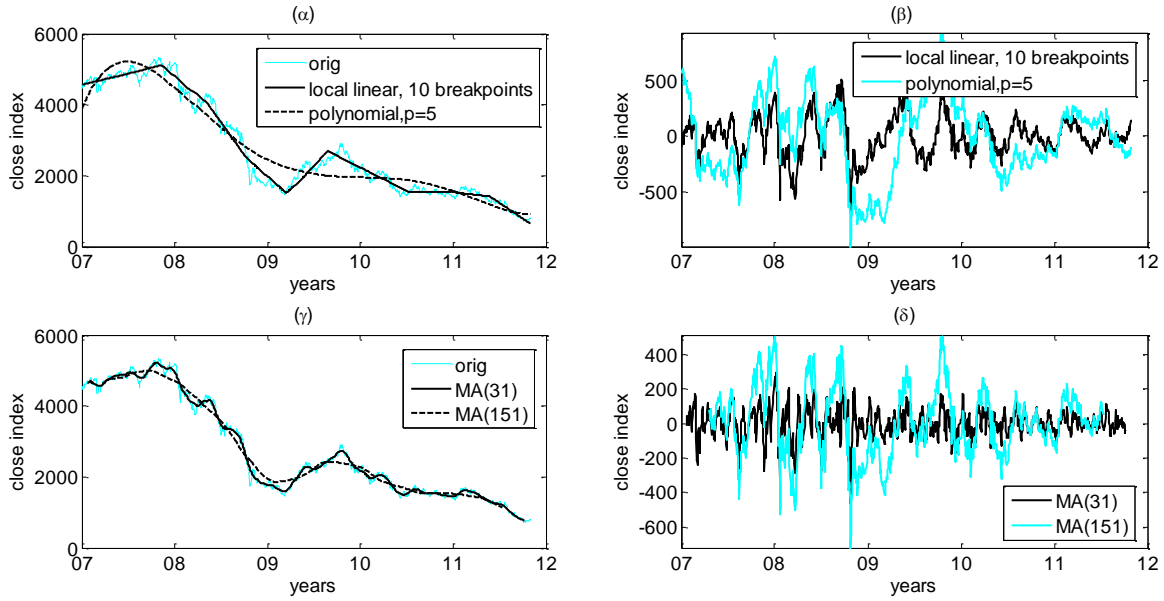 (α)
6000
4000
2000
0
close index
orig
local linear, 10 breakpoints
polynomial,p=5
07 08 09 10 11 12
years
(β)
500
0
-500
close index
local linear, 10 breakpoints
polynomial,p=5
07 08 09 10 11 12
years
(γ)
6000
4000
2000
0
close index
orig
MA(31)
MA(151)
07 08 09 10 11 12
years
(δ)
400
200
0
-200
-400
-600
close index
MA(31)
MA(151)
07 08 09 10 11 12
years